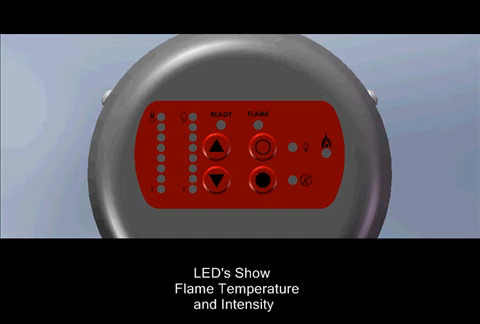 READY FLAME
LED's Show
Flame Temperature
and Intensity